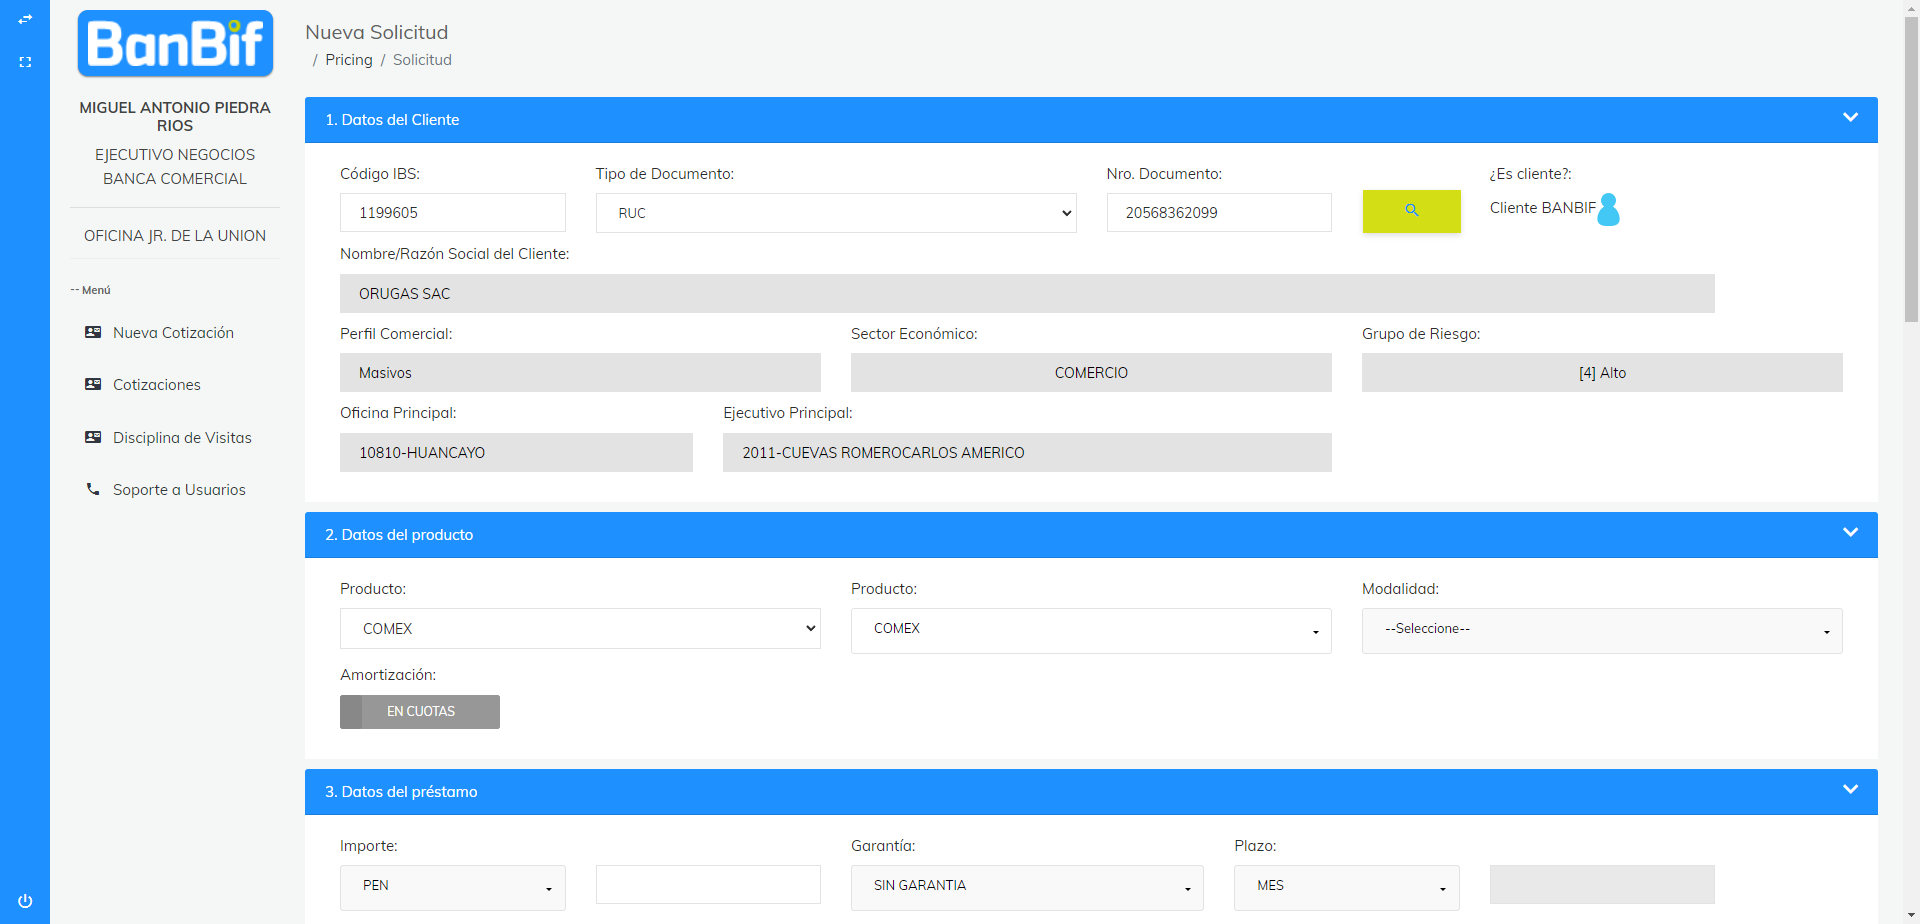 BanBif
MIGUEL ANTONIO PIEDRA
RIOS
EJECUTIVO NEGOCIOS
BANCA COMERCIAL
OFICINA JR. DE LA UNION
-- Menú
Nueva Cotización
Cotizaciones
Disciplina de Visitas
Soporte a Usuarios
Nueva Solicitud
/ Pricing / Solicitud
1. Datos del Cliente
Código IBS: Tipo de Documento: Nro. Documento: ¿Es cliente?:
1199605 RUC 20568362099 Cliente BANBIF
Nombre/Razón Social del Cliente:
ORUGAS SAC
Perfil Comercial: Sector Económico: Grupo de Riesgo:
Masivos COMERCIO [4] Alto
Oficina Principal: Ejecutivo Principal:
10810-HUANCAYO 2011-CUEVAS ROMEROCARLOS AMERICO
2. Datos del producto
Producto: Producto: Modalidad:
COMEX COMEX --Seleccione--
Amortización:
EN CUOTAS
3. Datos del préstamo
Importe: Garantía: Plazo:
PEN SIN GARANTIA MES